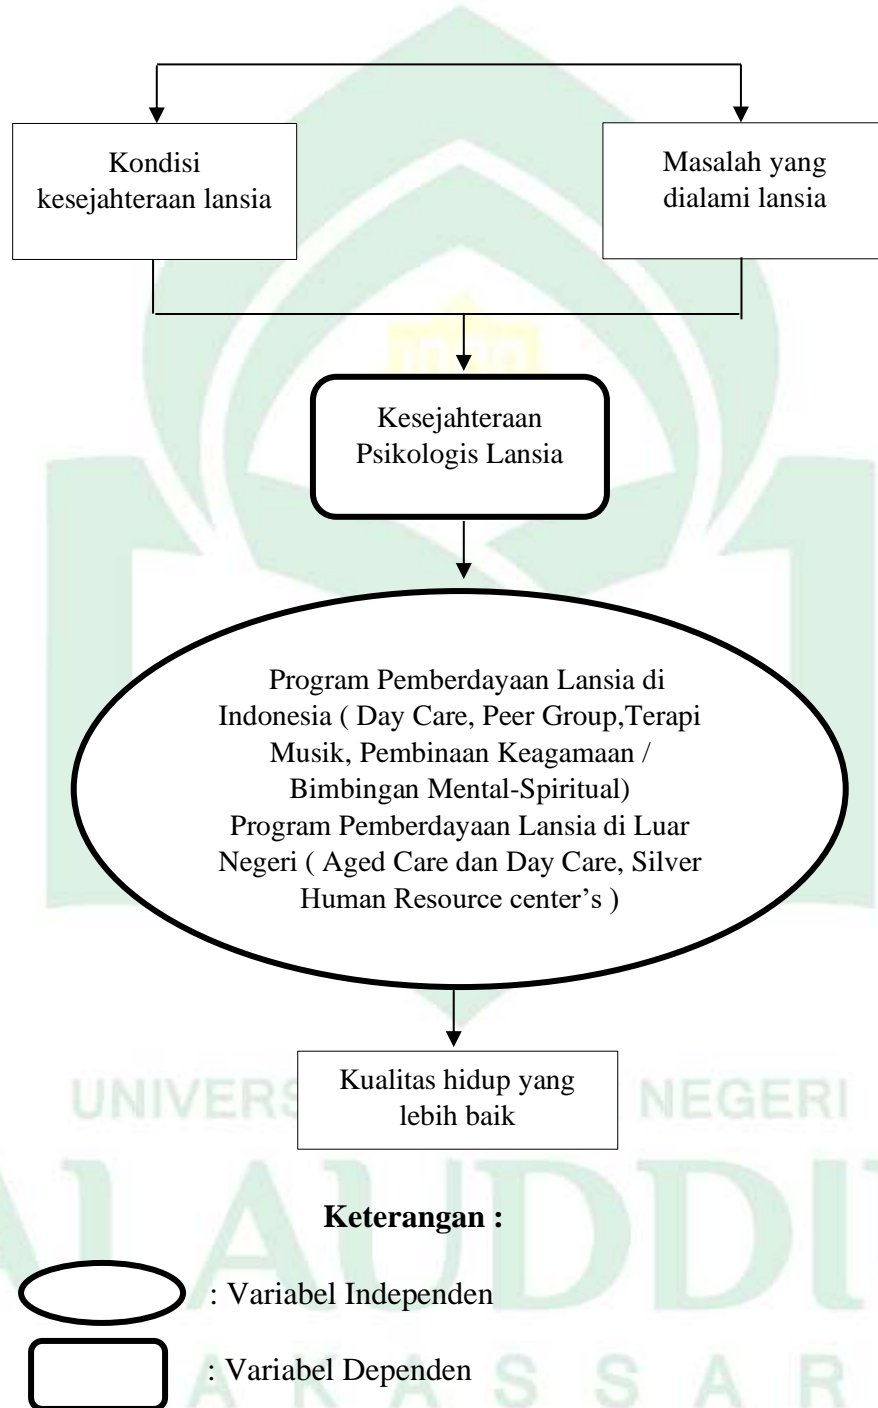 Kondisi
kesejahteraan lansia
Masalah yang
dialami lansia
Kesejahteraan
Psikologis Lansia
Program Pemberdayaan Lansia di
Indonesia ( Day Care, Peer Group,Terapi
Musik, Pembinaan Keagamaan /
Bimbingan Mental-Spiritual)
Program Pemberdayaan Lansia di Luar
Negeri ( Aged Care dan Day Care, Silver
Human Resource center’s )
Kualitas hidup yang
lebih baik
NEGERI
Keterangan :
ALAUDDI
: Variabel Independen
: Variabel Dependen
A K A S S A R